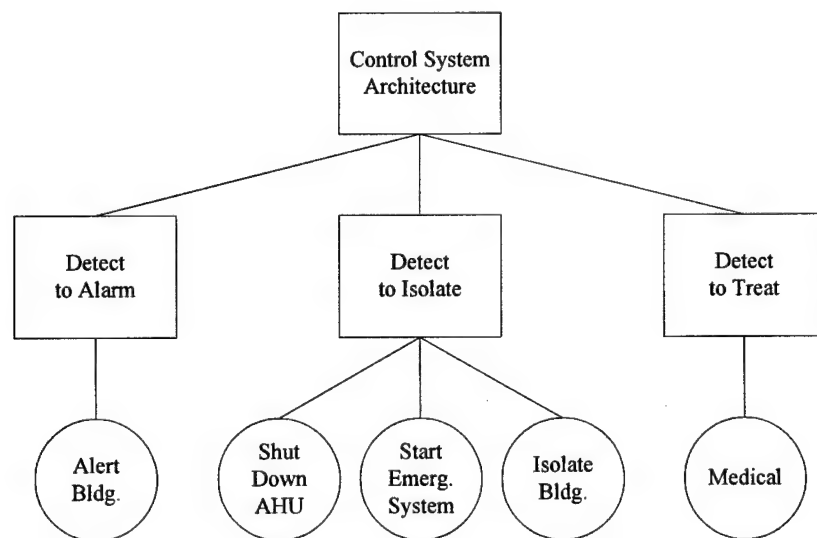 Control System
Architecture
Detect
to Alarm
Detect
to Isolate
Detect
to Treat
Alert
Bldg.
Shut
Down
AHU
Start
Emerg.
System
Isolate
Bldg.
Medical